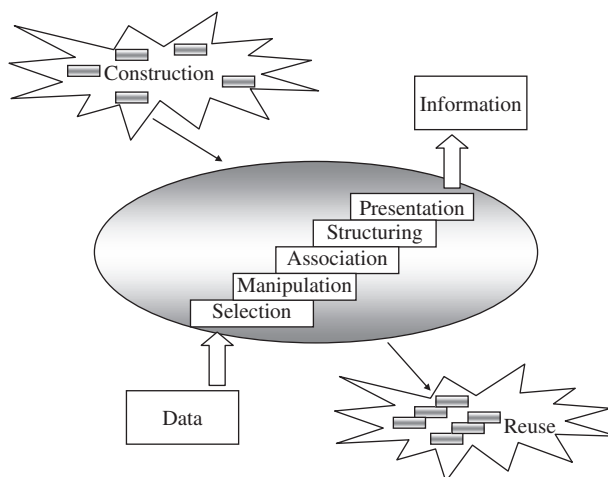 Construction
Information
Presentation
Structuring
Association
Manipulation
Selection
Data
Reuse